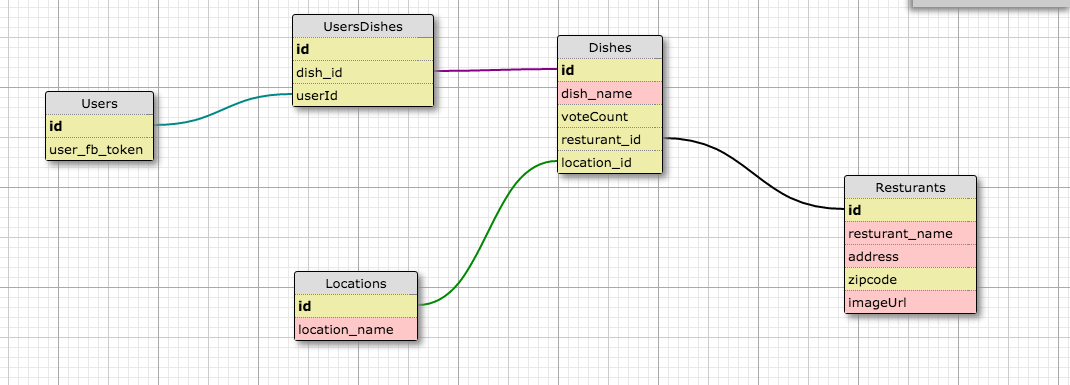 UsersDishes
id
dish_id
userId
Dishes
id
dish_name
voteCount
resturant_id
location_id
Users
id
user_fb_token
Resturants
id
resturant_name
address
zipcode
imageUrl
Locations
id
location_name